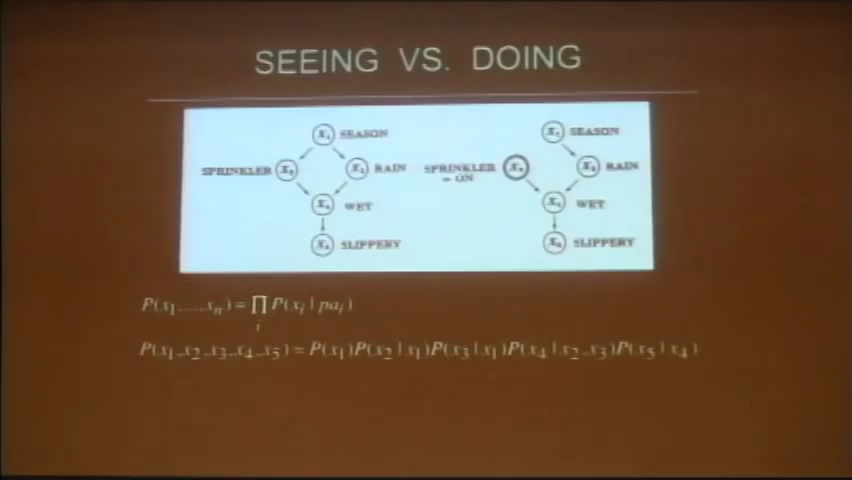 SEEING VS. DOING
X₁ SEASON
SPRINKLER X₃ X₂ RAIN
X₄ WET
X₅ SLIPPERY
X₁ SEASON
SPRINKLER = ON X₃ X₂ RAIN
X₄ WET
X₅ SLIPPERY
P(x₁,...,xₙ) = ∏ᵢ P(xᵢ | paᵢ)
P(x₁, x₂, x₃, x₄, x₅) = P(x₁)P(x₂ | x₁)P(x₃ | x₁)P(x₄ | x₂, x₃)P(x₅ | x₄)